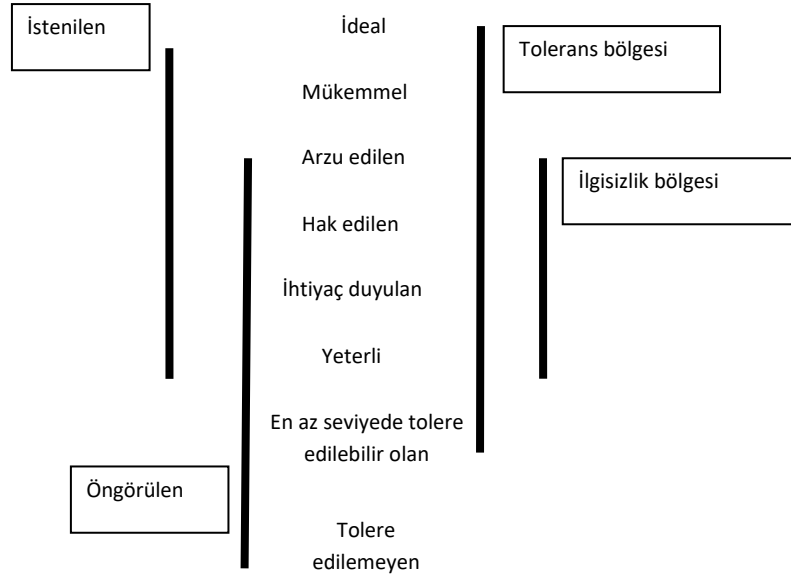 İstenilen
İdeal
Tolerans bölgesi
Mükemmel
Arzu edilen
İlgisizlik bölgesi
Hak edilen
İhtiyaç duyulan
Yeterli
En az seviyede tolere
edilebilir olan
Öngörülen
Tolere
edilemeyen